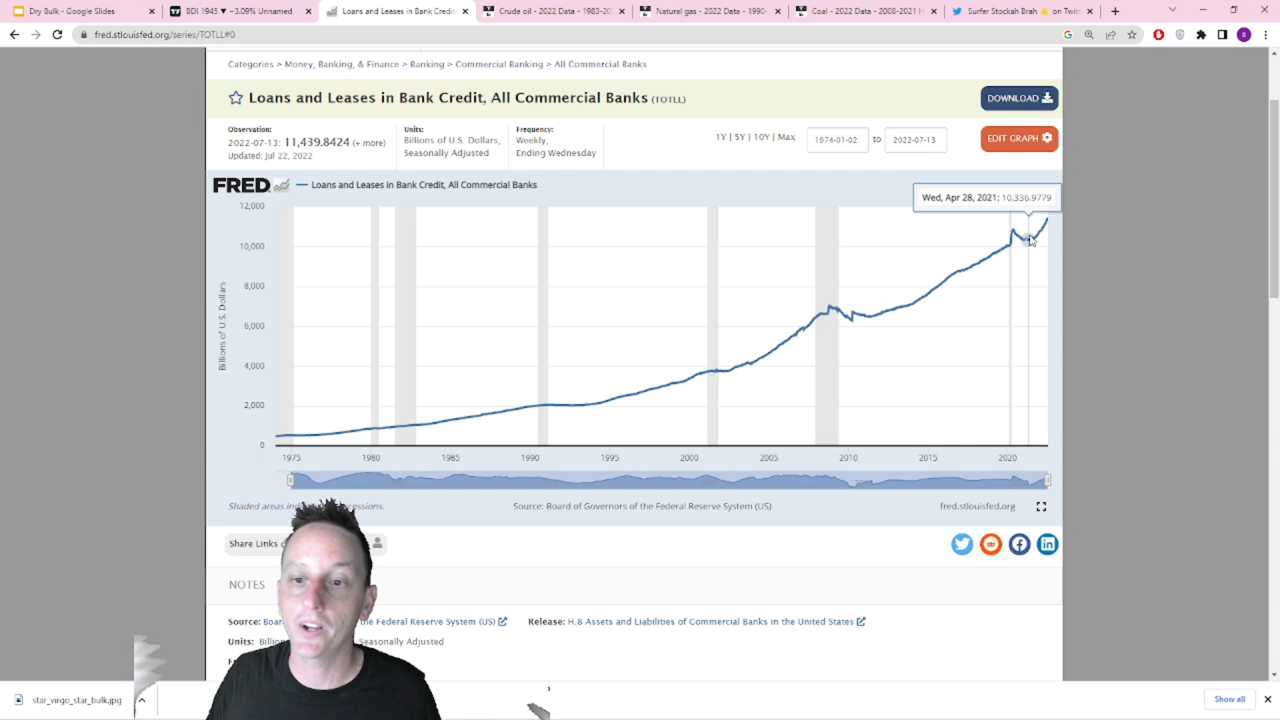 Dry Bulk - Google Slides
BDI 1945 ▼ −3.09% Unnamed
Loans and Leases in Bank Credit,
Crude oil - 2022 Data - 1983-20
Natural gas - 2022 Data - 1990-
Coal - 2022 Data - 2008-2021 H
Surfer Stockah Brah on Twit
fred.stlouisfed.org/series/TOTLL#0
Categories > Money, Banking, & Finance > Banking > Commercial Banking > All Commercial Banks
Loans and Leases in Bank Credit, All Commercial Banks (TOTLL)
DOWNLOAD
Observation:
2022-07-13: 11,439.8424 (+ more)
Updated: Jul 22, 2022
Units:
Billions of U.S. Dollars,
Seasonally Adjusted
Frequency:
Weekly,
Ending Wednesday
1Y | 5Y | 10Y | Max
1974-01-02 to 2022-07-13
EDIT GRAPH
FRED
Loans and Leases in Bank Credit, All Commercial Banks
Wed, Apr 28, 2021: 10.336.9779
12,000
10,000
8,000
6,000
4,000
2,000
0
Billions of U.S. Dollars
1975 1980 1985 1990 1995 2000 2005 2010 2015 2020
Shaded areas
Source: Board of Governors of the Federal Reserve System (US)
fred.stlouisfed.org
Share Links
NOTES
Source: the Federal Reserve System (US)
Release: H.8 Assets and Liabilities of Commercial Banks in the United States
Units: Seasonally Adjusted
star_virgo_star_bulk.jpg
Show all